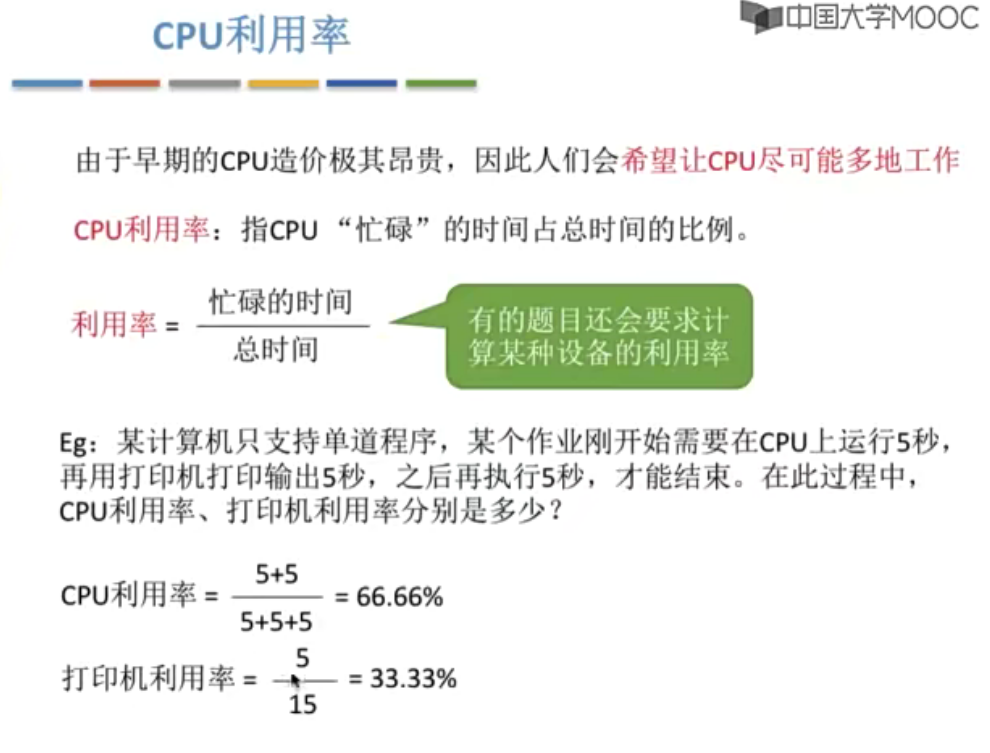 CPU利用率
中国大学MOOC
由于早期的CPU造价极其昂贵，因此人们会希望让CPU尽可能多地工作
CPU利用率：指CPU “忙碌”的时间占总时间的比例。
利用率 =
忙碌的时间
总时间
有的题目还会要求计
算某种设备的利用率
Eg：某计算机只支持单道程序，某个作业刚开始需要在CPU上运行5秒，
再用打印机打印输出5秒，之后再执行5秒，才能结束。在此过程中，
CPU利用率、打印机利用率分别是多少？
5+5
CPU利用率 = = 66.66%
5+5+5
5
打印机利用率 = = 33.33%
15